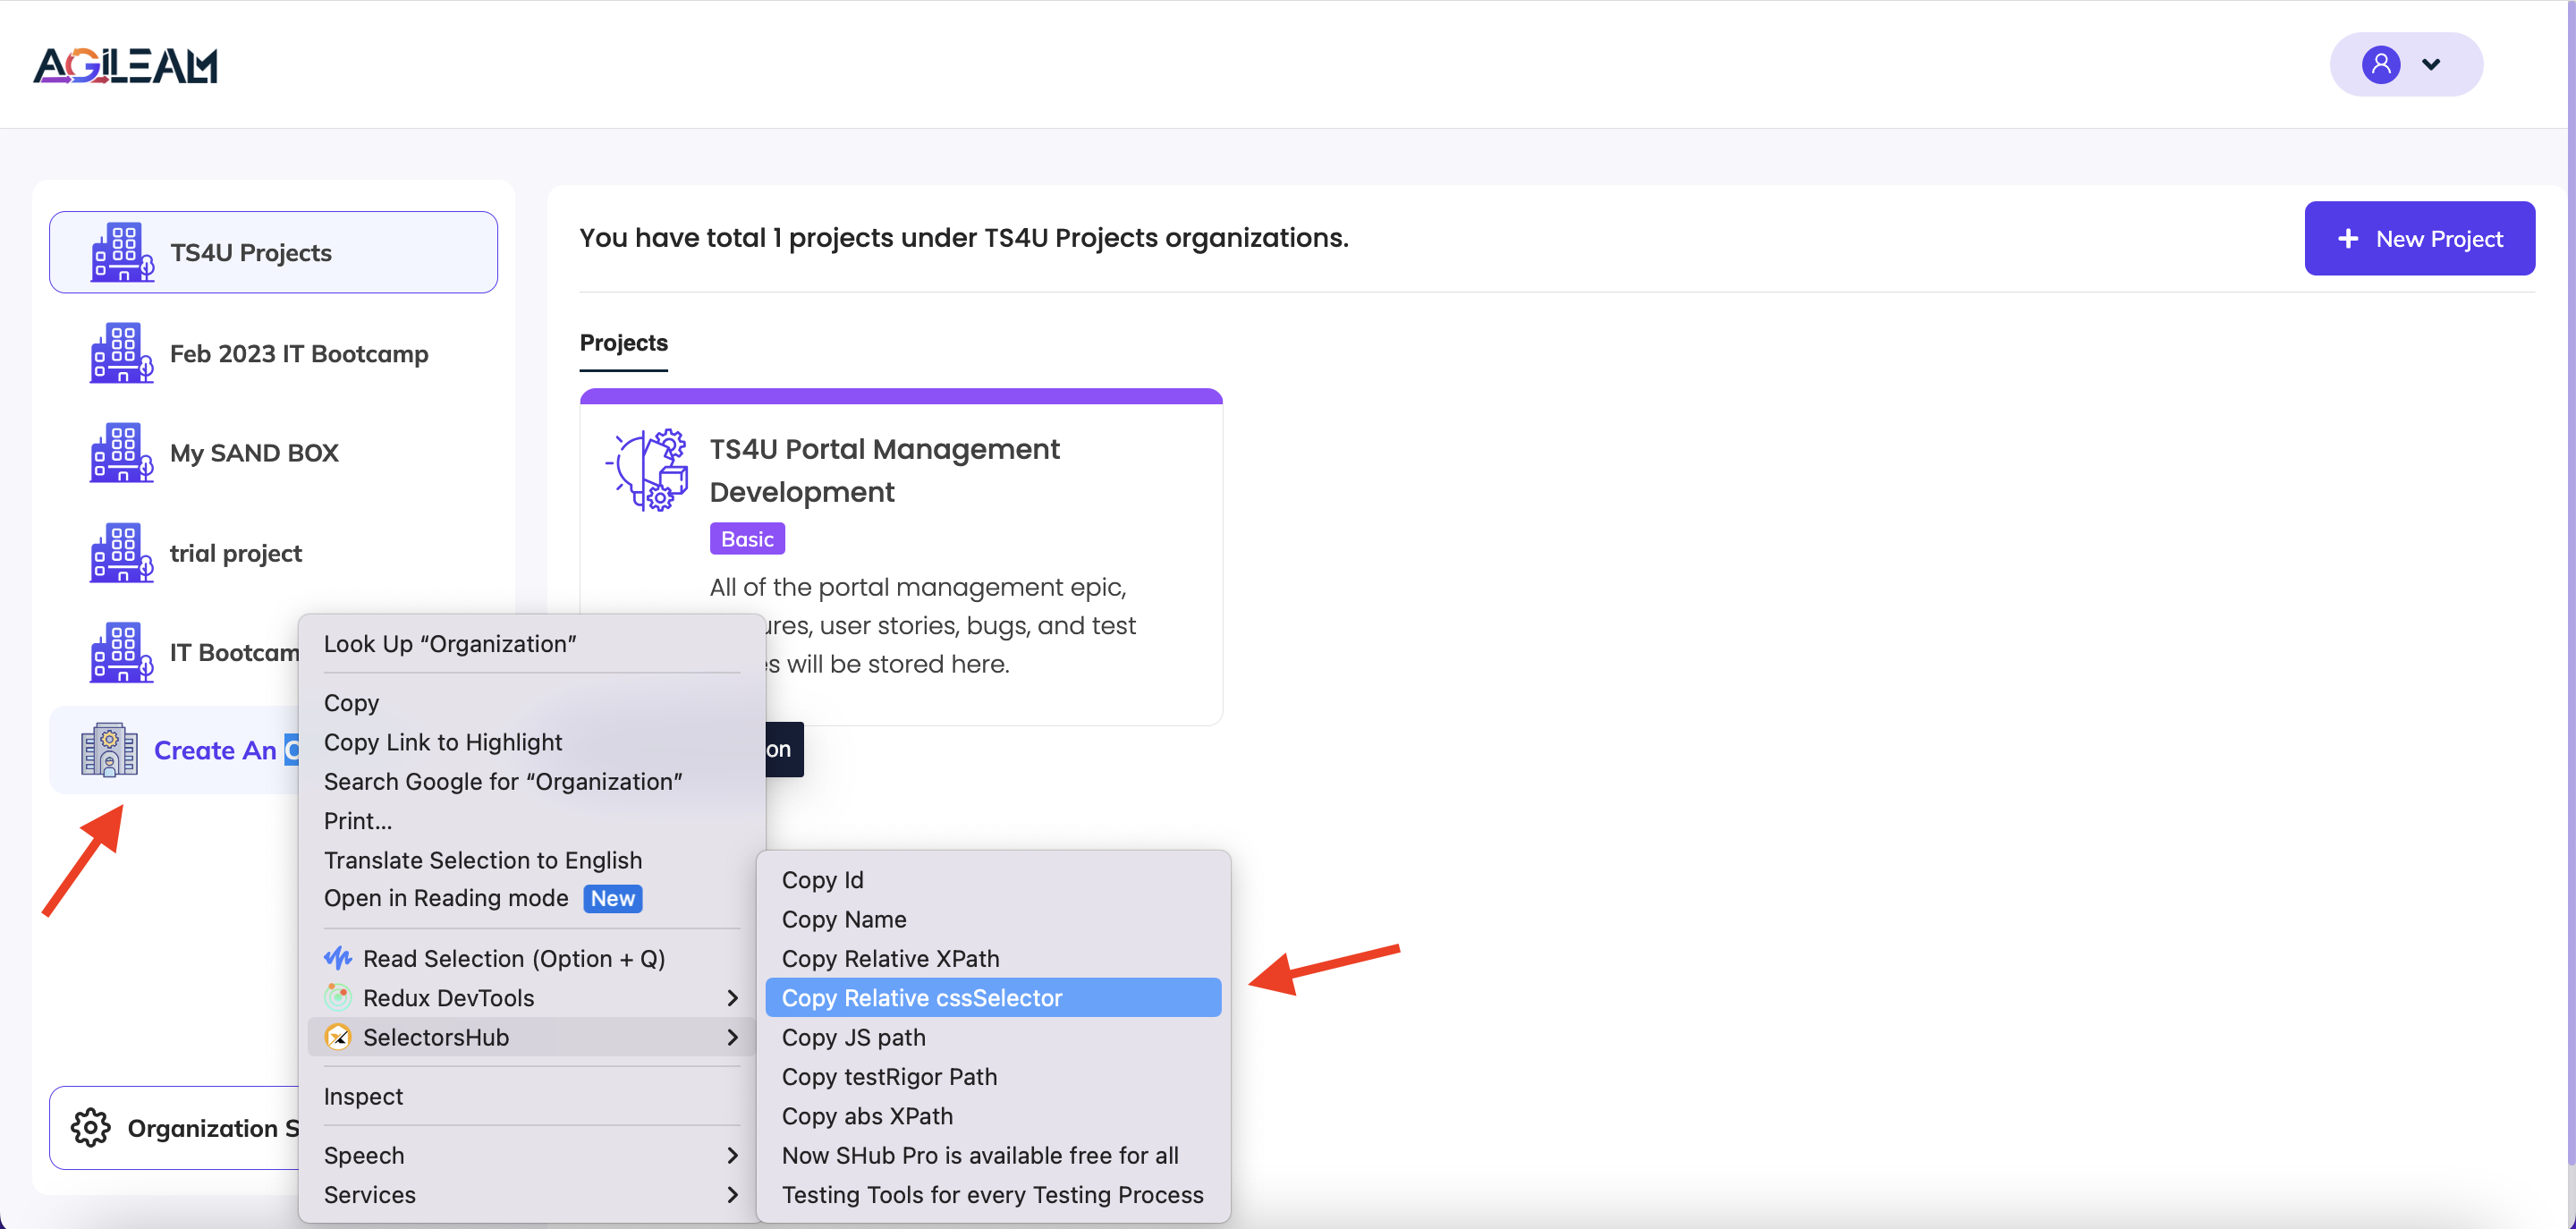 AGILEAM
TS4U Projects
Feb 2023 IT Bootcamp
My SAND BOX
trial project
IT Bootcam
Create An
Organization S
You have total 1 projects under TS4U Projects organizations.
+ New Project
Projects
TS4U Portal Management
Development
Basic
All of the portal management epic,
ures, user stories, bugs, and test
s will be stored here.
on
Look Up “Organization”
Copy
Copy Link to Highlight
Search Google for “Organization”
Print...
Translate Selection to English
Open in Reading mode New
Read Selection (Option + Q)
Redux DevTools
SelectorsHub
Inspect
Speech
Services
Copy Id
Copy Name
Copy Relative XPath
Copy Relative cssSelector
Copy JS path
Copy testRigor Path
Copy abs XPath
Now SHub Pro is available free for all
Testing Tools for every Testing Process